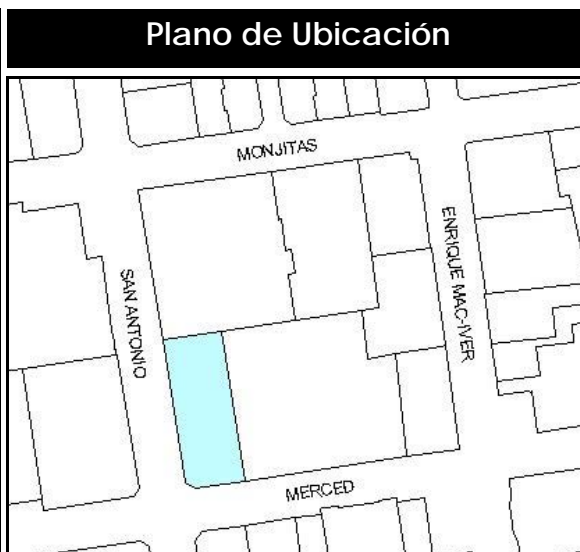 Plano de Ubicación
MONJITAS
SAN ANTONIO
ENRIQUE MAC-IVER
MERCED